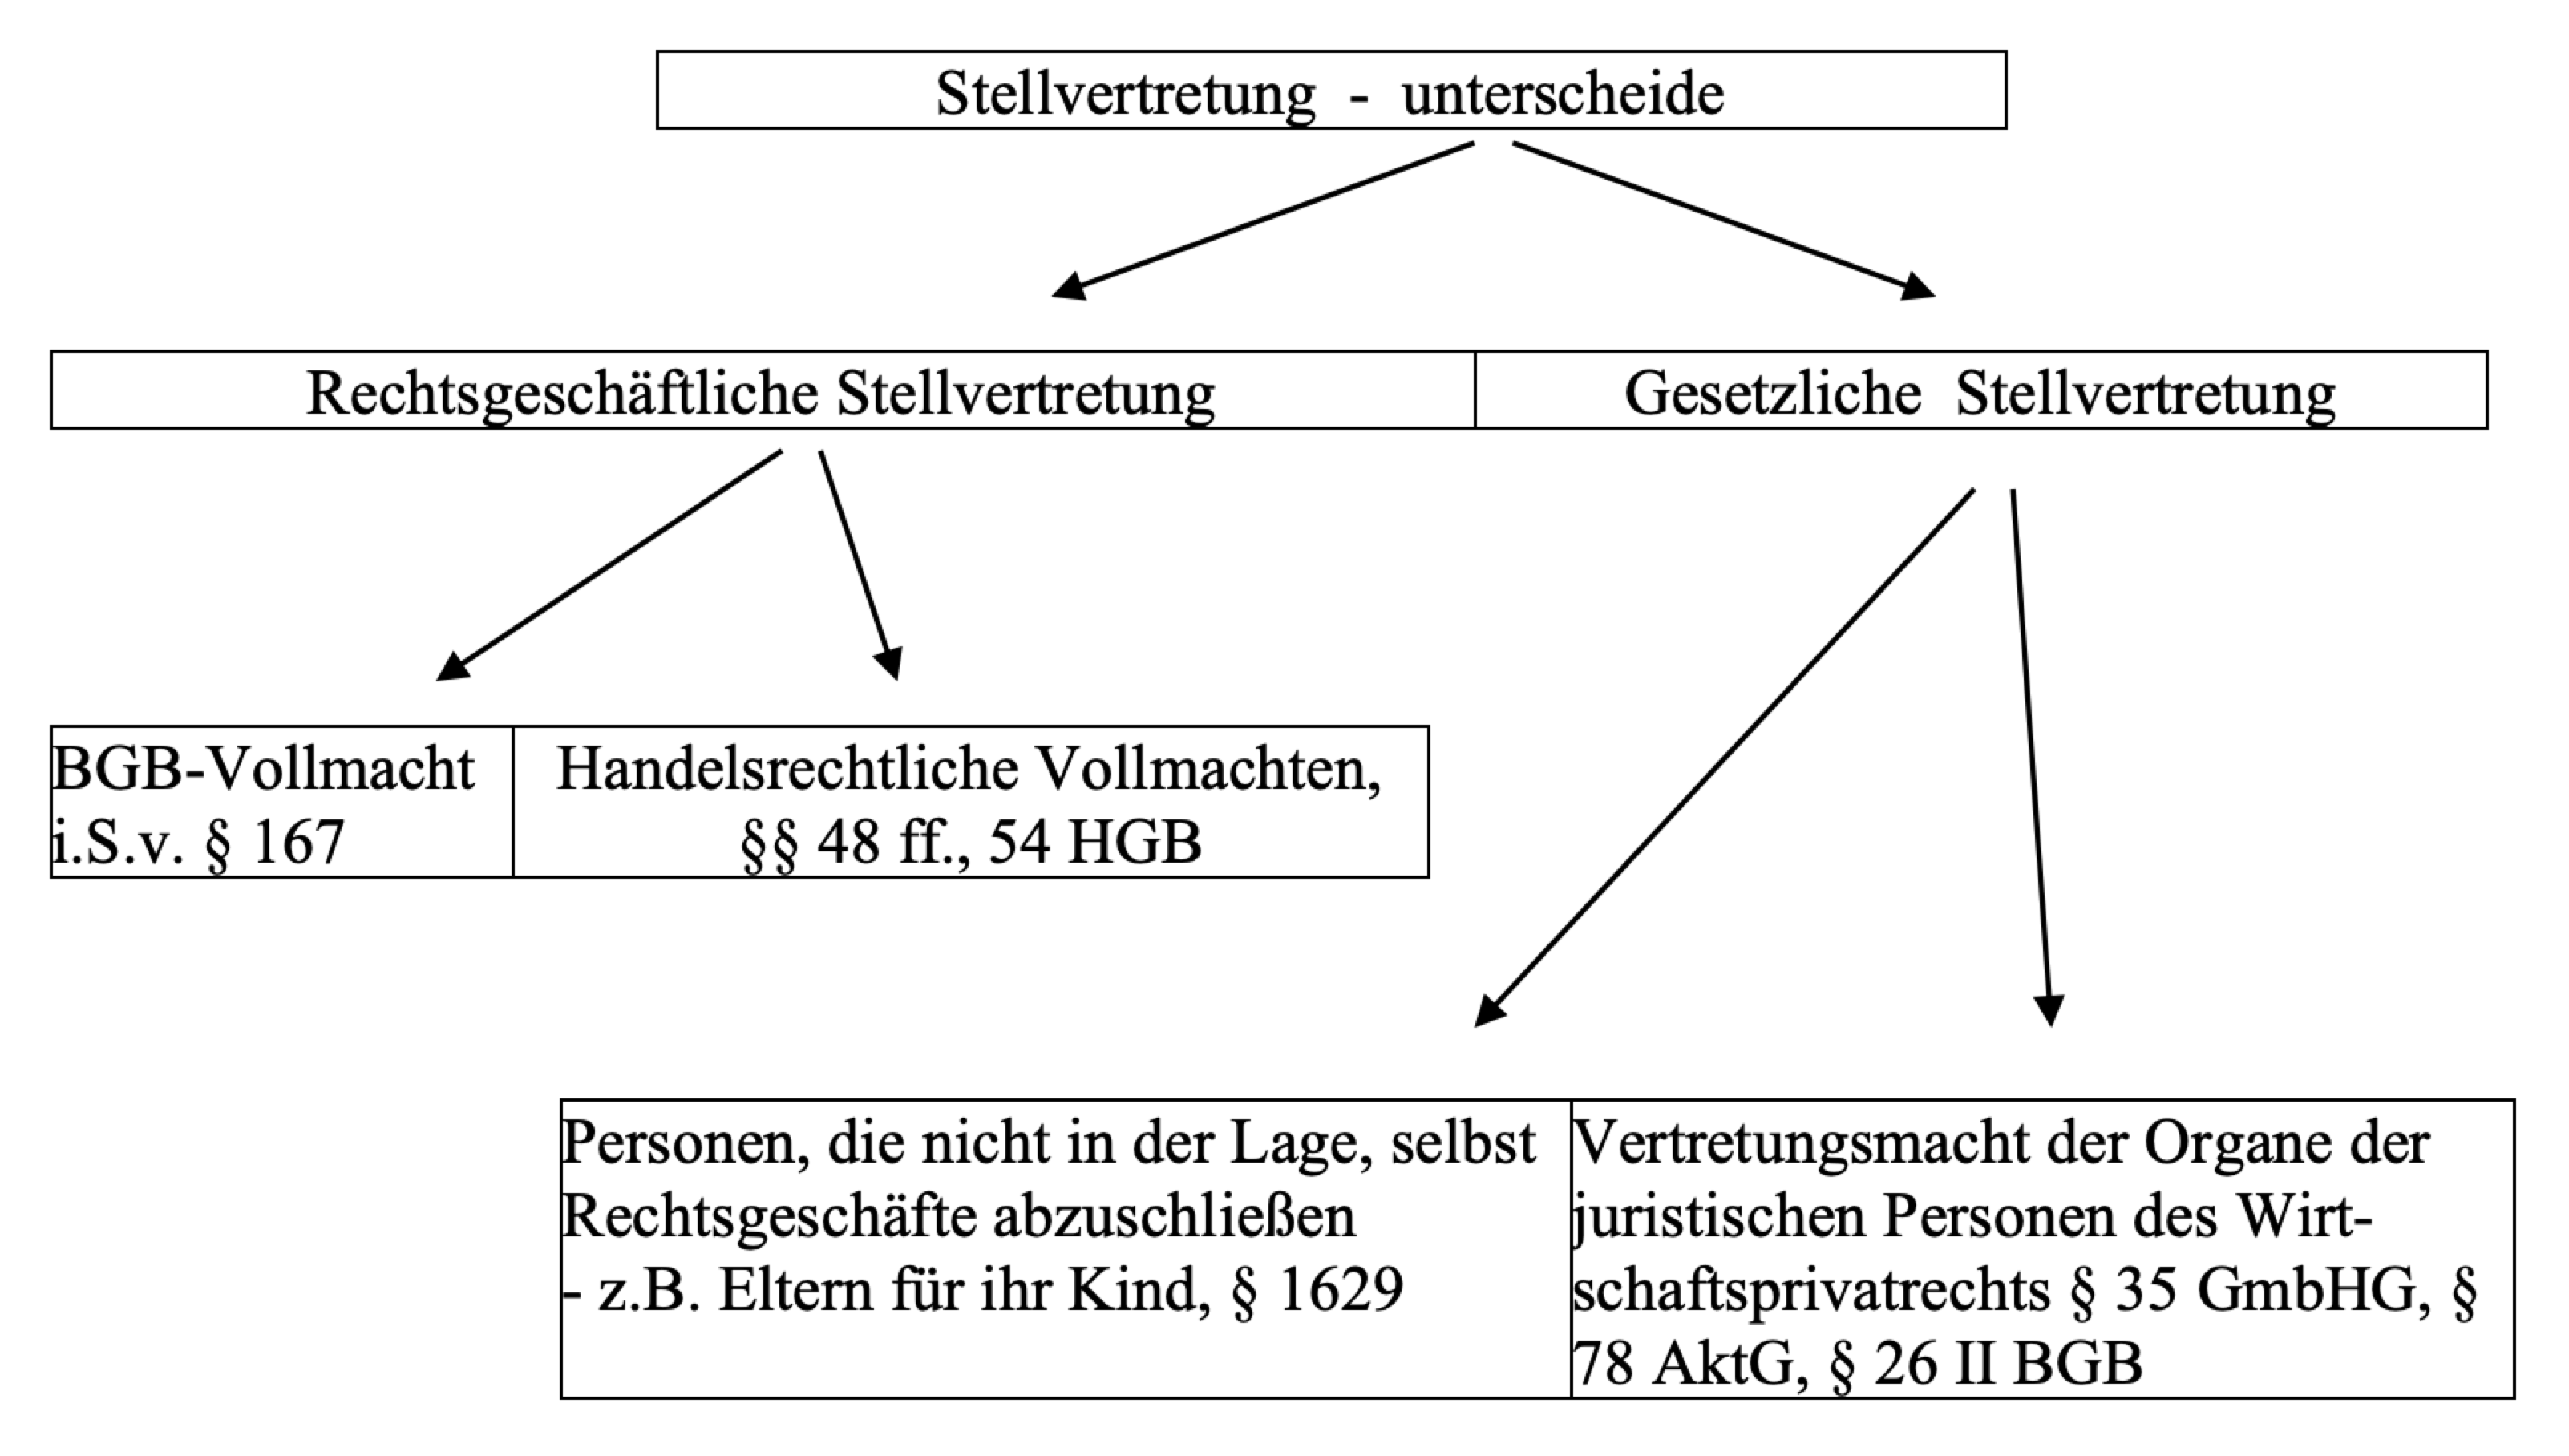 Stellvertretung - unterscheide
Rechtsgeschäftliche Stellvertretung
Gesetzliche Stellvertretung
BGB-Vollmacht
i.S.v. § 167
Handelsrechtliche Vollmachten,
§§ 48 ff., 54 HGB
Personen, die nicht in der Lage, selbst
Rechtsgeschäfte abzuschließen
- z.B. Eltern für ihr Kind, § 1629
Vertretungsmacht der Organe der
juristischen Personen des Wirt-
schaftsprivatrechts § 35 GmbHG, §
78 AktG, § 26 II BGB